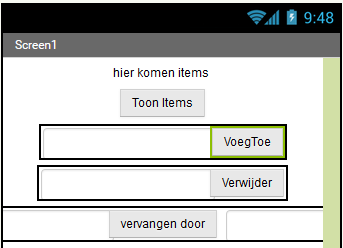 9:48
Screen1
hier komen items
Toon Items
VoegToe
Verwijder
vervangen door